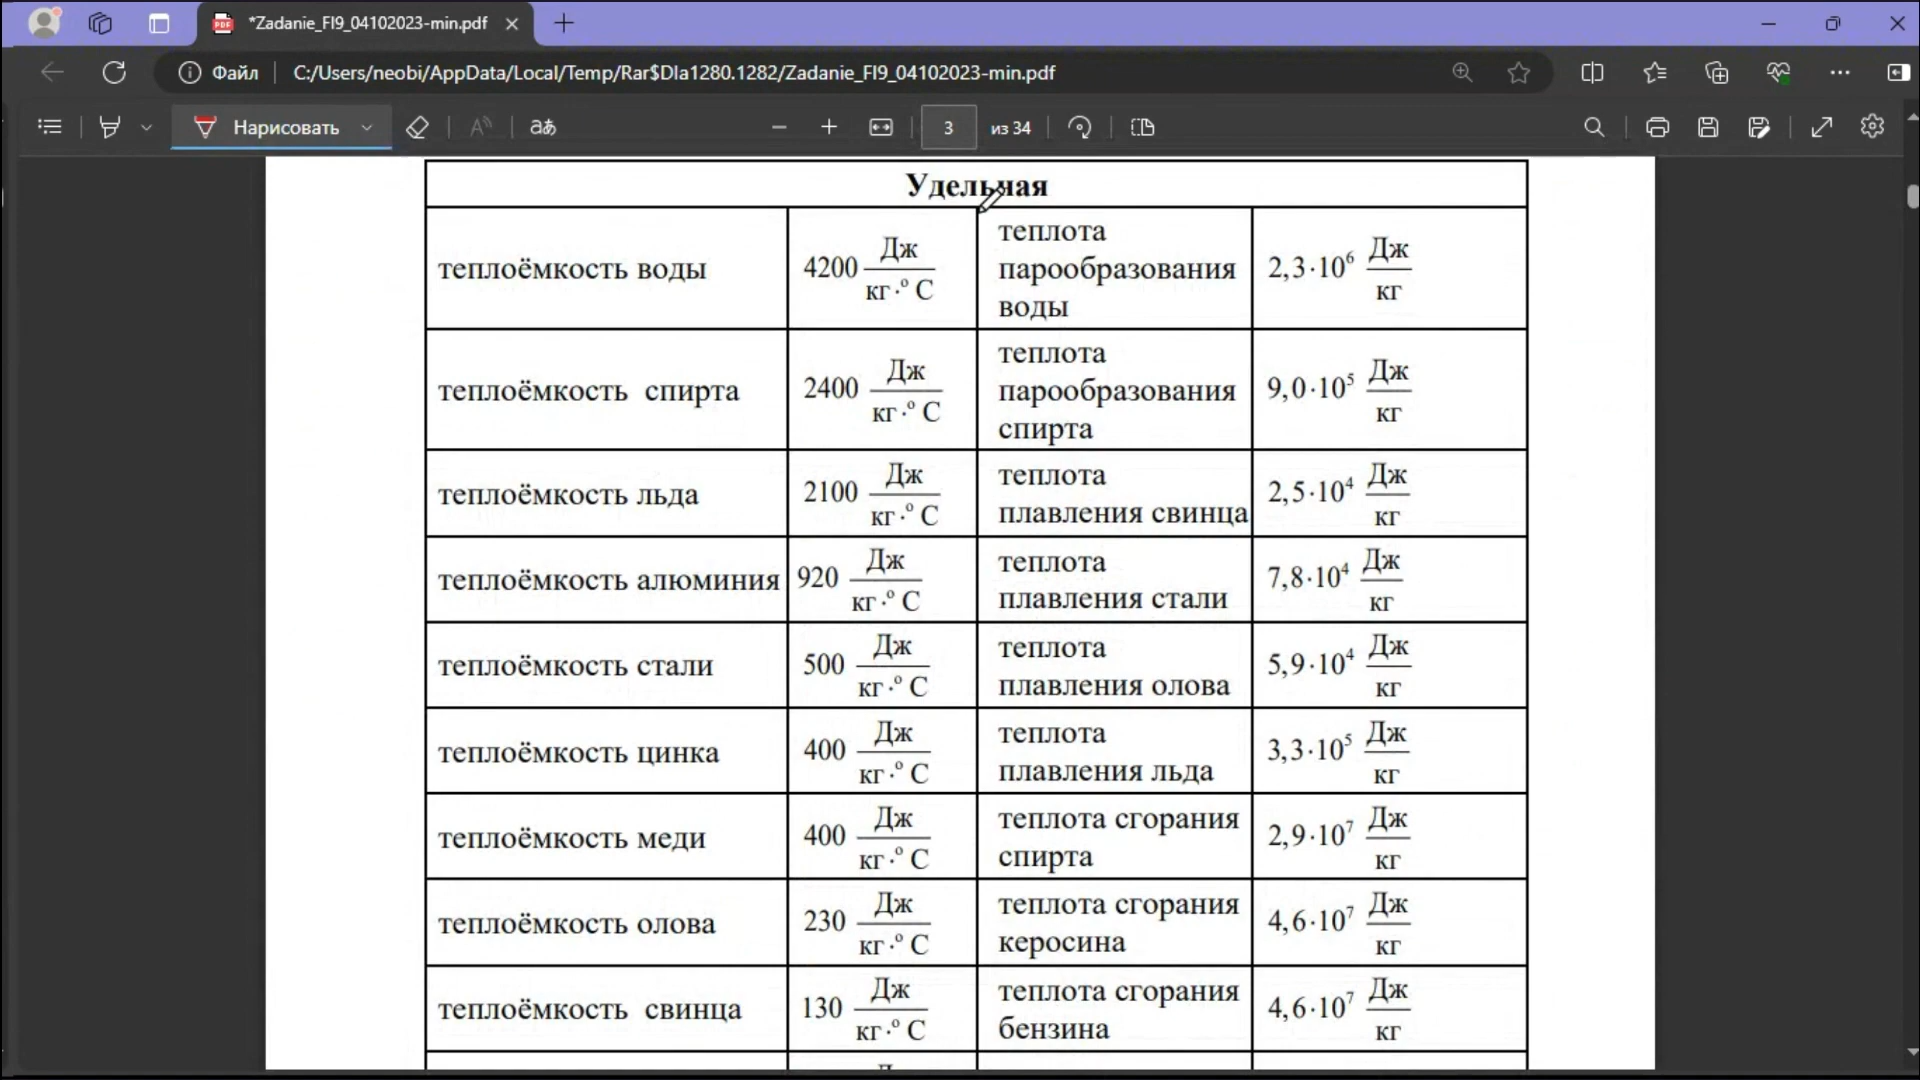 *Zadan_FI9_04102023-min.pdf
Файл
C:/Users/neobi/AppData/Local/Temp/Rar$DIa1280.1282/Zadanie_FI9_04102023-min.pdf
Нарисовать
аあ
3
из 34
Удельная
теплоёмкость воды
4200 Дж/кг·°С
теплота
парообразования
воды
2,3·10⁶ Дж/кг
теплоёмкость спирта
2400 Дж/кг·°С
теплота
парообразования
спирта
9,0·10⁵ Дж/кг
теплоёмкость льда
2100 Дж/кг·°С
теплота
плавления свинца
2,5·10⁴ Дж/кг
теплоёмкость алюминия
920 Дж/кг·°С
теплота
плавления стали
7,8·10⁴ Дж/кг
теплоёмкость стали
500 Дж/кг·°С
теплота
плавления олова
5,9·10⁴ Дж/кг
теплоёмкость цинка
400 Дж/кг·°С
теплота
плавления льда
3,3·10⁵ Дж/кг
теплоёмкость меди
400 Дж/кг·°С
теплота сгорания
спирта
2,9·10⁷ Дж/кг
теплоёмкость олова
230 Дж/кг·°С
теплота сгорания
керосина
4,6·10⁷ Дж/кг
теплоёмкость свинца
130 Дж/кг·°С
теплота сгорания
бензина
4,6·10⁷ Дж/кг